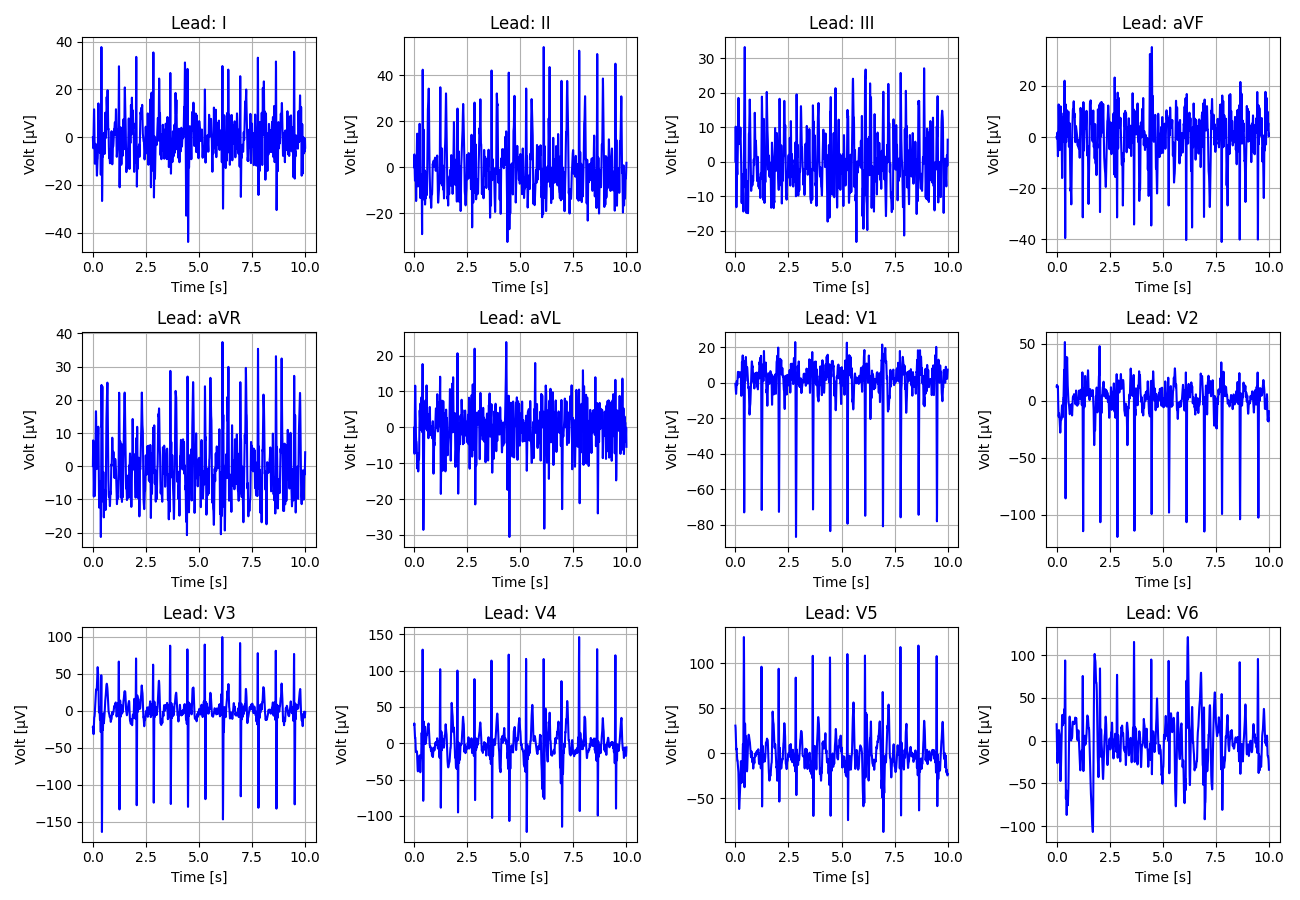 Lead: I Lead: II Lead: III Lead: aVF
Volt [µV] 40 20 0 −20 −40
Volt [µV] 40 20 0 −20
Volt [µV] 30 20 10 0 −10 −20
Volt [µV] 20 0 −20 −40
0.0 2.5 5.0 7.5 10.0 0.0 2.5 5.0 7.5 10.0 0.0 2.5 5.0 7.5 10.0 0.0 2.5 5.0 7.5 10.0
Time [s] Time [s] Time [s] Time [s]
Lead: aVR Lead: aVL Lead: V1 Lead: V2
Volt [µV] 40 30 20 10 0 −10 −20
Volt [µV] 20 10 0 −10 −20 −30
Volt [µV] 20 0 −20 −40 −60 −80
Volt [µV] 50 0 −50 −100
0.0 2.5 5.0 7.5 10.0 0.0 2.5 5.0 7.5 10.0 0.0 2.5 5.0 7.5 10.0 0.0 2.5 5.0 7.5 10.0
Time [s] Time [s] Time [s] Time [s]
Lead: V3 Lead: V4 Lead: V5 Lead: V6
Volt [µV] 100 50 0 −50 −100 −150
Volt [µV] 150 100 50 0 −50 −100
Volt [µV] 100 50 0 −50
Volt [µV] 100 50 0 −50 −100
0.0 2.5 5.0 7.5 10.0 0.0 2.5 5.0 7.5 10.0 0.0 2.5 5.0 7.5 10.0 0.0 2.5 5.0 7.5 10.0
Time [s] Time [s] Time [s] Time [s]